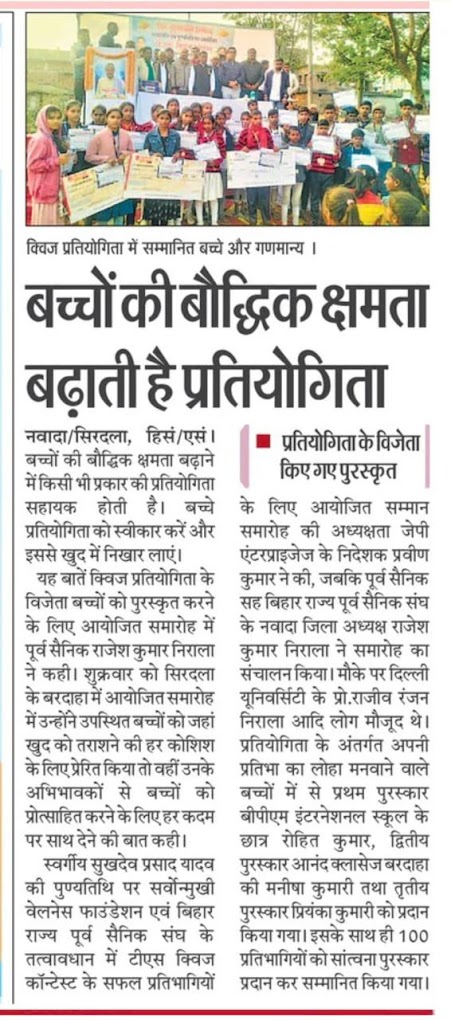 क्विज प्रतियोगिता में सम्मानित बच्चे और गणमान्य ।
बच्चों की बौद्धिक क्षमता
बढ़ाती है प्रतियोगिता
नवादा/सिरदला, हिसं/एसं।
बच्चों की बौद्धिक क्षमता बढ़ाने
में किसी भी प्रकार की प्रतियोगिता
सहायक होती है। बच्चे
प्रतियोगिता को स्वीकार करें और
इससे खुद में निखार लाएं।
यह बातें क्विज प्रतियोगिता के
विजेता बच्चों को पुरस्कृत करने
के लिए आयोजित समारोह में
पूर्व सैनिक राजेश कुमार निराला
ने कही। शुक्रवार को सिरदला
के बरदाहा में आयोजित समारोह
में उन्होंने उपस्थित बच्चों को जहां
खुद को तराशने की हर कोशिश
के लिए प्रेरित किया तो वहीं उनके
अभिभावकों से बच्चों को
प्रोत्साहित करने के लिए हर कदम
पर साथ देने की बात कही।
स्वर्गीय सुखदेव प्रसाद यादव
की पुण्यतिथि पर सर्वोन्मुखी
वेलनेस फाउंडेशन एवं बिहार
राज्य पूर्व सैनिक संघ के
तत्वावधान में टीएस क्विज
कॉन्टेस्ट के सफल प्रतिभागियों
■ प्रतियोगिता के विजेता
किए गए पुरस्कृत
के लिए आयोजित सम्मान
समारोह की अध्यक्षता जेपी
एंटरप्राइजेज के निदेशक प्रवीण
कुमार ने की, जबकि पूर्व सैनिक
सह बिहार राज्य पूर्व सैनिक संघ
के नवादा जिला अध्यक्ष राजेश
कुमार निराला ने समारोह का
संचालन किया। मौके पर दिल्ली
यूनिवर्सिटी के प्रो.राजीव रंजन
निराला आदि लोग मौजूद थे।
प्रतियोगिता के अंतर्गत अपनी
प्रतिभा का लोहा मनवाने वाले
बच्चों में से प्रथम पुरस्कार
बीपीएम इंटरनेशनल स्कूल के
छात्र रोहित कुमार, द्वितीय
पुरस्कार आनंद क्लासेज बरदाहा
की मनीषा कुमारी तथा तृतीय
पुरस्कार प्रियंका कुमारी को प्रदान
किया गया। इसके साथ ही 100
प्रतिभागियों को सांत्वना पुरस्कार
प्रदान कर सम्मानित किया गया।